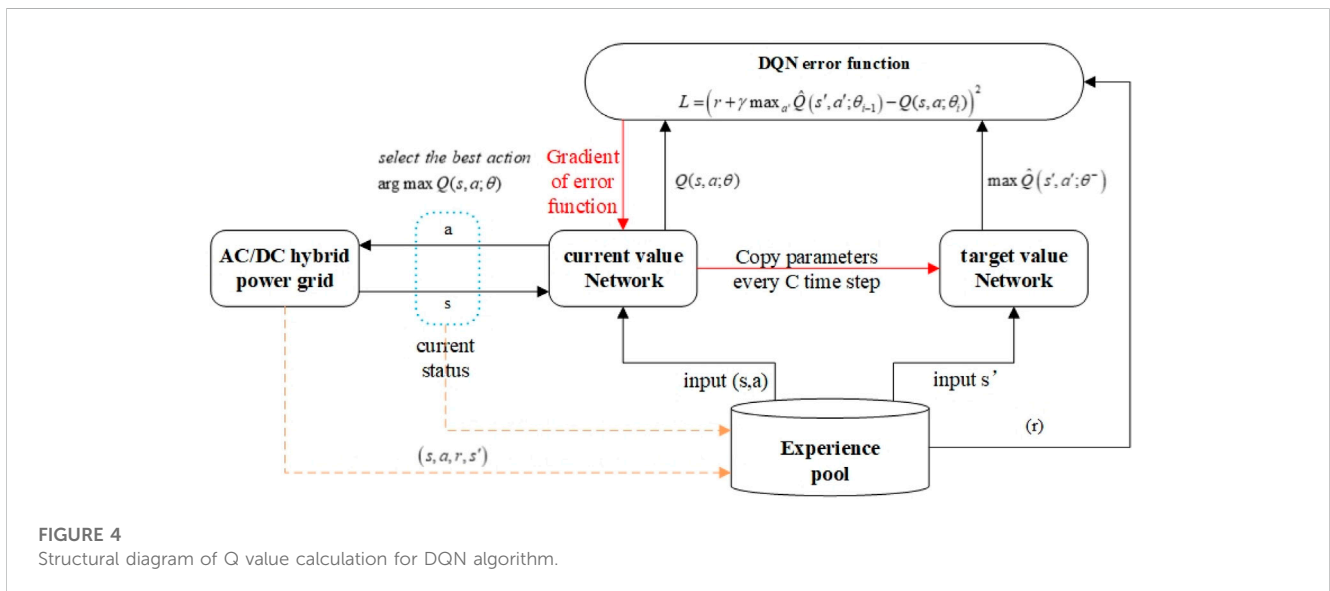 DQN error function
L=(r+γ max_a' Q̂(s',a';θ_{i-1})−Q(s,a;θ_i))²
select the best action
arg max Q(s,a;θ)
Gradient
of error
function
Q(s,a;θ)
max Q̂(s',a';θ⁻)
a
AC/DC hybrid
power grid
s
current value
Network
Copy parameters
every C time step
target value
Network
current
status
input (s,a)
input s’
(r)
(s,a,r,s')
Experience
pool
FIGURE 4
Structural diagram of Q value calculation for DQN algorithm.